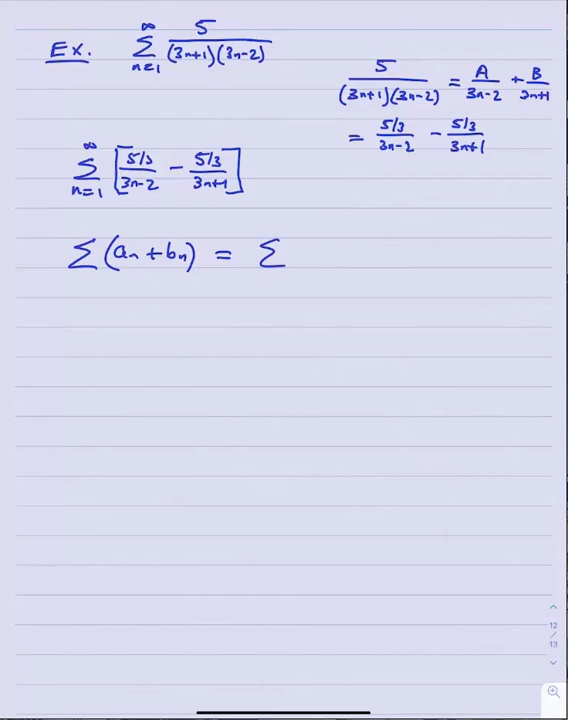 Ex. ∞∑n=1 5/((3n+1)(3n-2))
5/((3n+1)(3n-2)) = A/(3n-2) + B/(3n+1)
= (5/3)/(3n-2) - (5/3)/(3n+1)
∞∑n=1 [(5/3)/(3n-2) - (5/3)/(3n+1)]
∑(aₙ + bₙ) = ∑
12
/
13